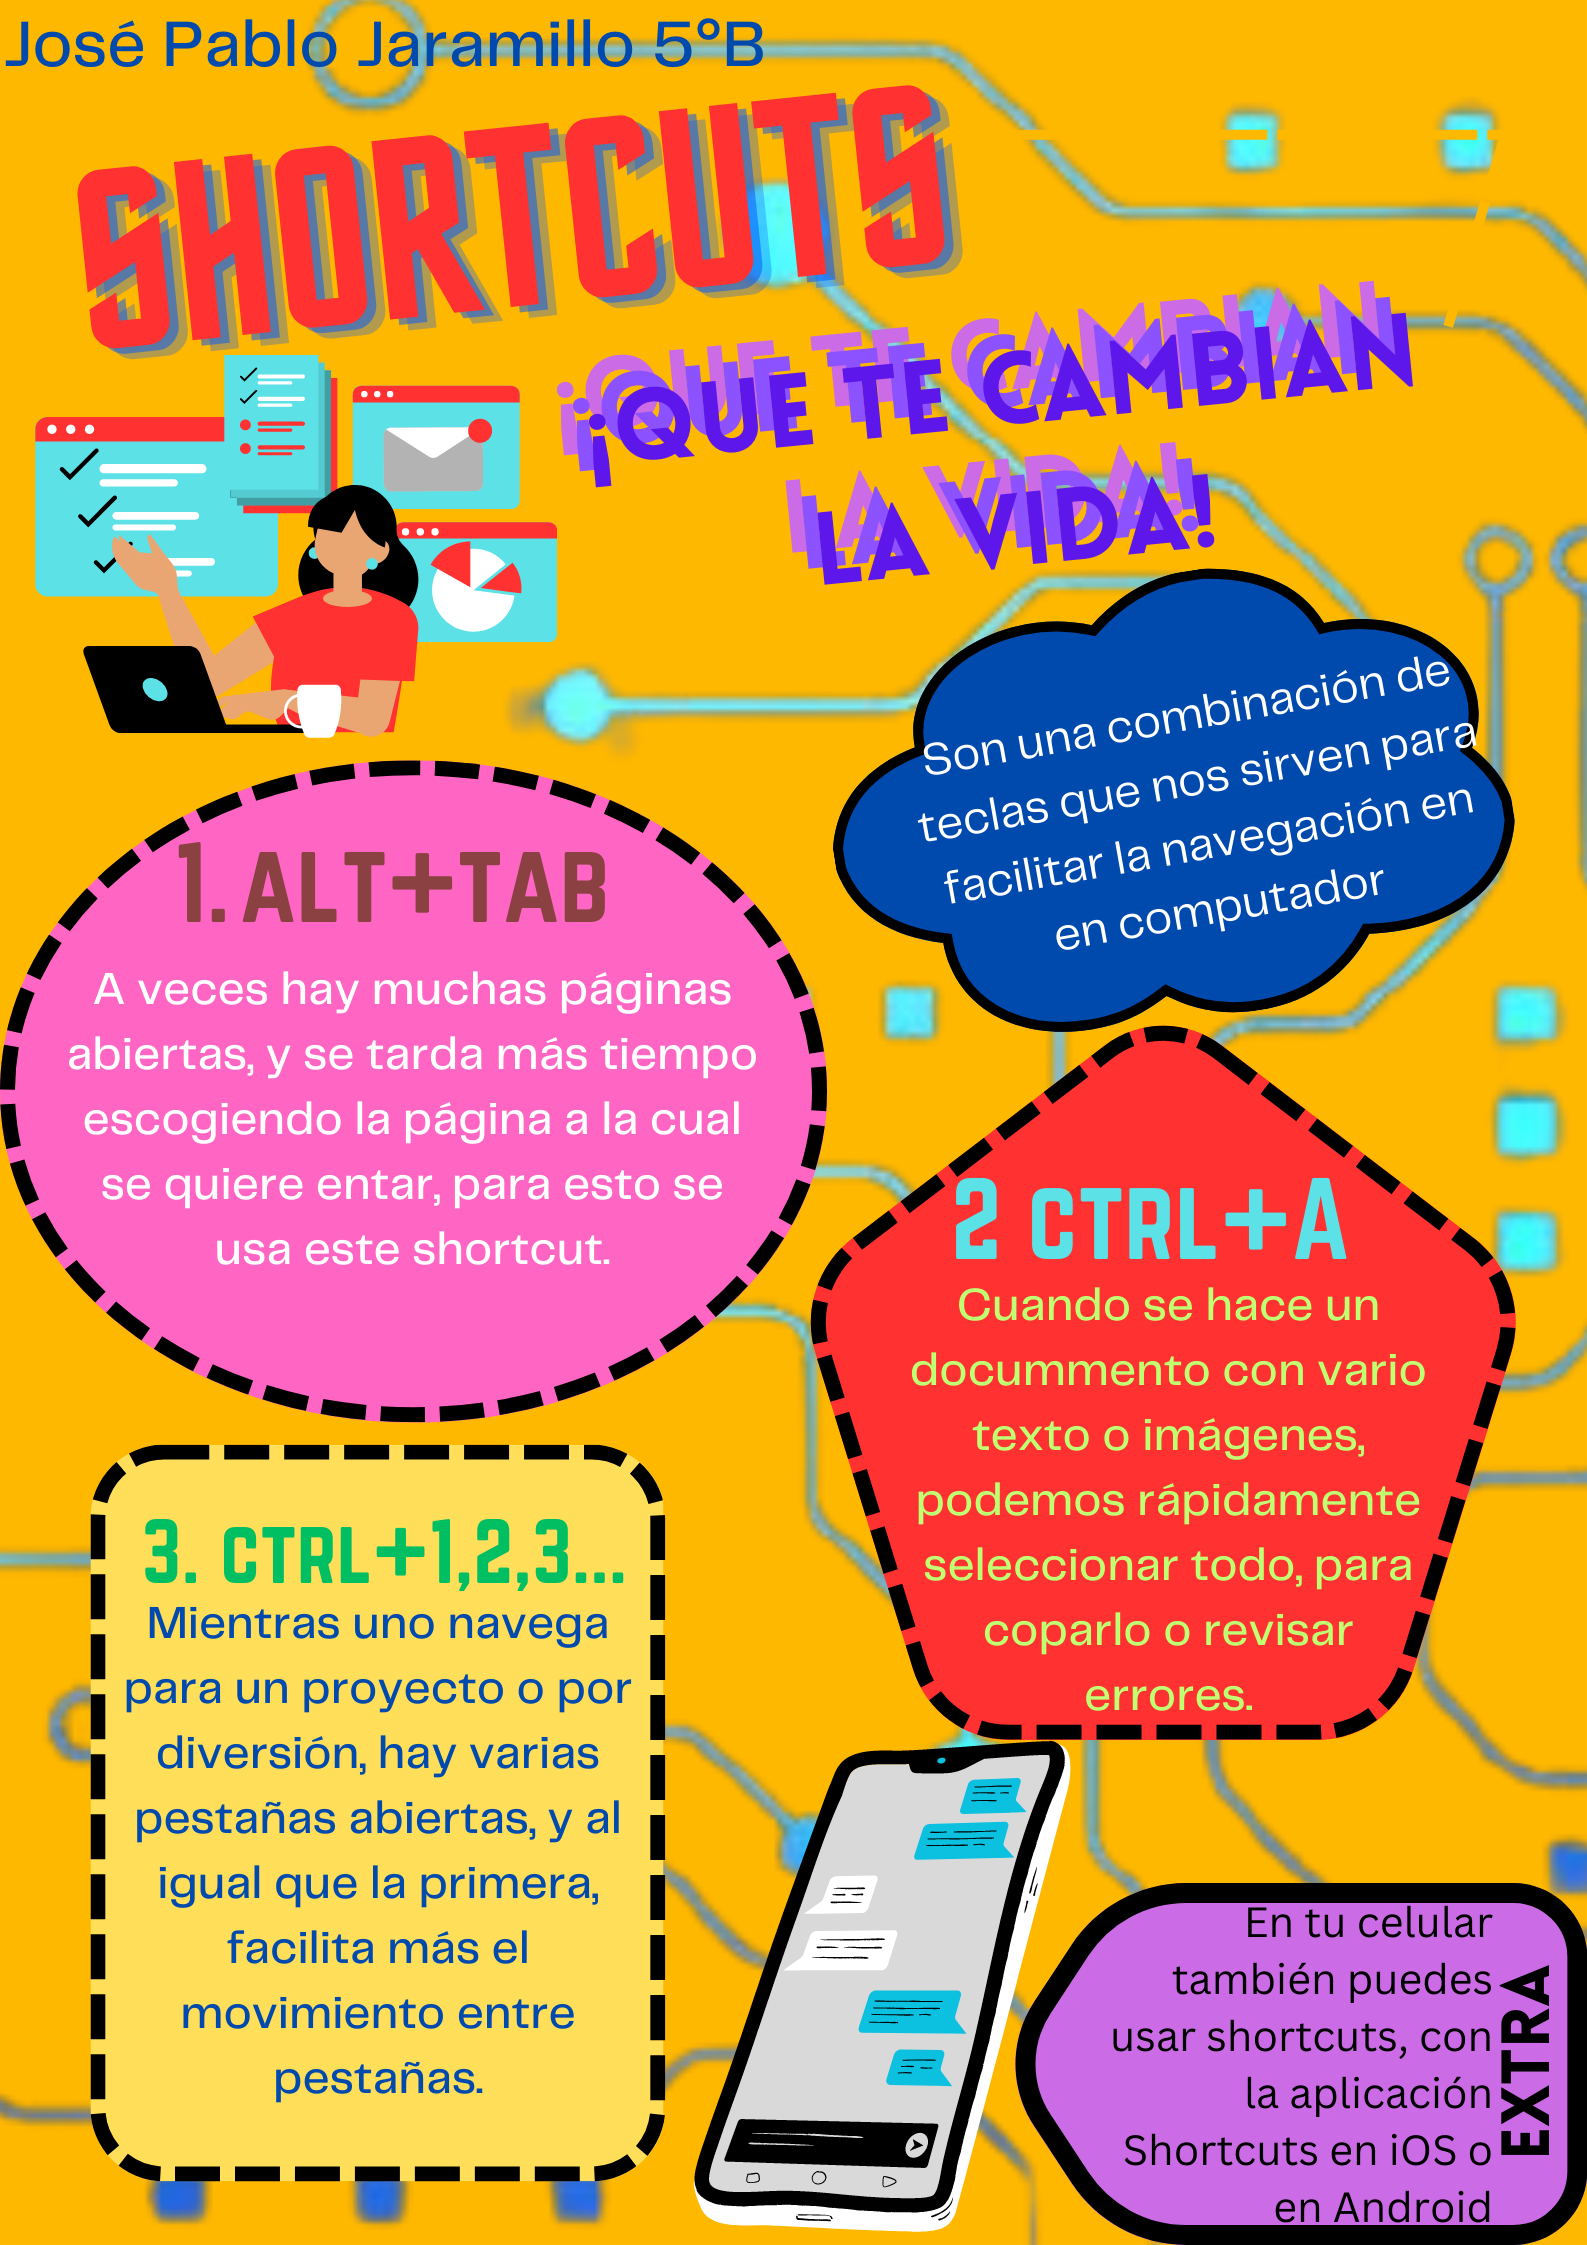 José Pablo Jaramillo 5°B
SHORTCUTS
¡QUE TE CAMBIAN
LA VIDA!
Son una combinación de
teclas que nos sirven para
facilitar la navegación en
en computador
1. ALT+TAB
A veces hay muchas páginas
abiertas, y se tarda más tiempo
escogiendo la página a la cual
se quiere entar, para esto se
usa este shortcut.
2 CTRL+A
Cuando se hace un
docummento con vario
texto o imágenes,
podemos rápidamente
seleccionar todo, para
coparlo o revisar
errores.
3. CTRL+1,2,3...
Mientras uno navega
para un proyecto o por
diversión, hay varias
pestañas abiertas, y al
igual que la primera,
facilita más el
movimiento entre
pestañas.
En tu celular
también puedes
usar shortcuts, con
la aplicación
Shortcuts en iOS o
en Android
EXTRA